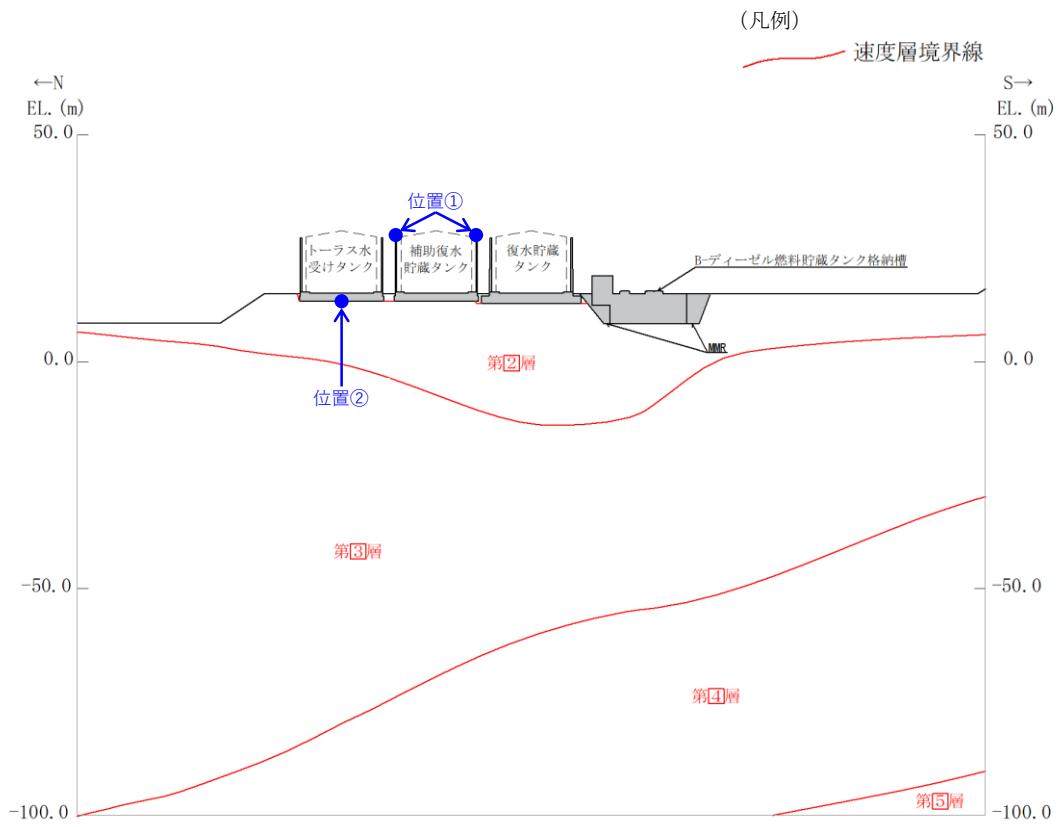 (凡例)
速度層境界線
←N
EL.(m)
S→
EL.(m)
50.0
50.0
位置①
トーラス水
受けタンク
補助復水
貯蔵タンク
復水貯蔵
タンク
B-ディーゼル燃料貯蔵タンク格納槽
0.0
0.0
MMR
第2層
位置②
第3層
-50.0
-50.0
第4層
第5層
-100.0
-100.0